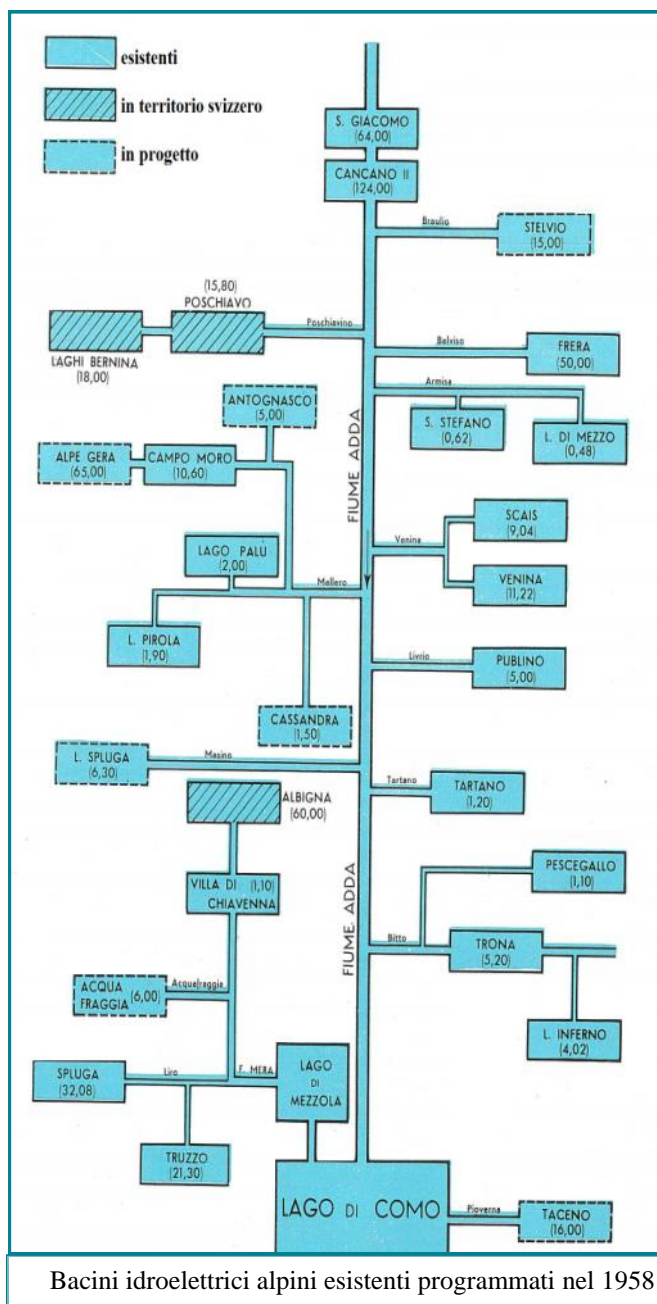 esistenti
in territorio svizzero
in progetto
S. GIACOMO
(64,00)
CANCANO II
(124,00)
Braulio
STELVIO
(15,00)
(15,80)
POSCHIAVO
Poschiavino
LAGHI BERNINA
(18,00)
Belviso
FRERA
(50,00)
Armisa
ANTOGNASCO
(5,00)
S. STEFANO
(0,62)
L. DI MEZZO
(0,48)
ALPE GERA
(65,00)
CAMPO MORO
(10,60)
FIUME ADDA
SCAIS
(9,04)
Venina
LAGO PALU
(2,00)
VENINA
(11,22)
Mallero
L. PIROLA
(1,90)
Livrio
PUBLINO
(5,00)
CASSANDRA
(1,50)
L. SPLUGA
(6,30)
Masino
Tartano
TARTANO
(1,20)
ALBIGNA
(60,00)
PESCEGALLO
(1,10)
VILLA DI (1,10)
CHIAVENNA
FIUME ADDA
Bitto
TRONA
(5,20)
ACQUA
FRAGGIA
(6,00)
Acquafraggia
L. INFERNO
(4,02)
SPLUGA
(32,08)
Liro
F. MERA
LAGO
DI
MEZZOLA
TRUZZO
(21,30)
LAGO DI COMO
Pioverna
TACENO
(16,00)
Bacini idroelettrici alpini esistenti programmati nel 1958